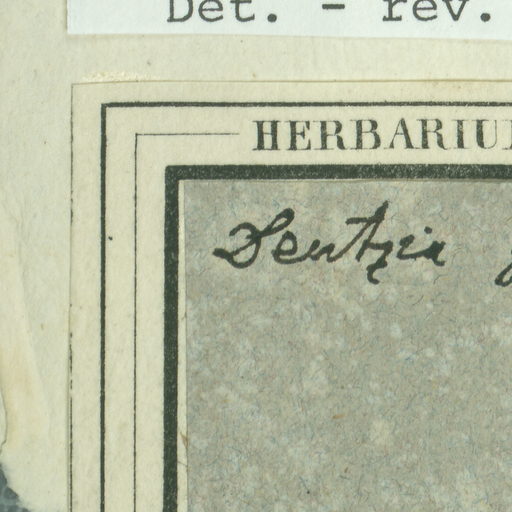 Det. - rev.
HERBARIU
Deutzia